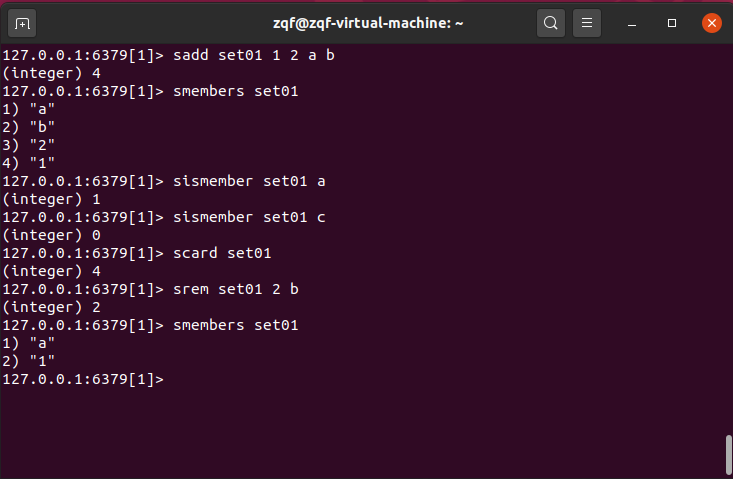 zqf@zqf-virtual-machine: ~
127.0.0.1:6379[1]> sadd set01 1 2 a b
(integer) 4
127.0.0.1:6379[1]> smembers set01
1) "a"
2) "b"
3) "2"
4) "1"
127.0.0.1:6379[1]> sismember set01 a
(integer) 1
127.0.0.1:6379[1]> sismember set01 c
(integer) 0
127.0.0.1:6379[1]> scard set01
(integer) 4
127.0.0.1:6379[1]> srem set01 2 b
(integer) 2
127.0.0.1:6379[1]> smembers set01
1) "a"
2) "1"
127.0.0.1:6379[1]>